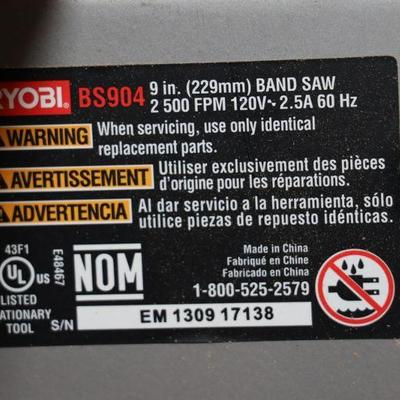 RYOBI BS904 9 in. (229mm) BAND SAW
2 500 FPM 120V~ 2.5A 60 Hz
WARNING When servicing, use only identical
replacement parts.
AVERTISSEMENT Utiliser exclusivement des pièces
d'origine pour les réparations.
ADVERTENCIA Al dar servicio a la herramienta, sólo
utilice piezas de repuesto idénticas.
43F1
UL US
LISTED
STATIONARY
TOOL
E48467
NOM
Made in China
Fabriqué en Chine
Fabricado en China
1-800-525-2579
S/N EM 1309 17138